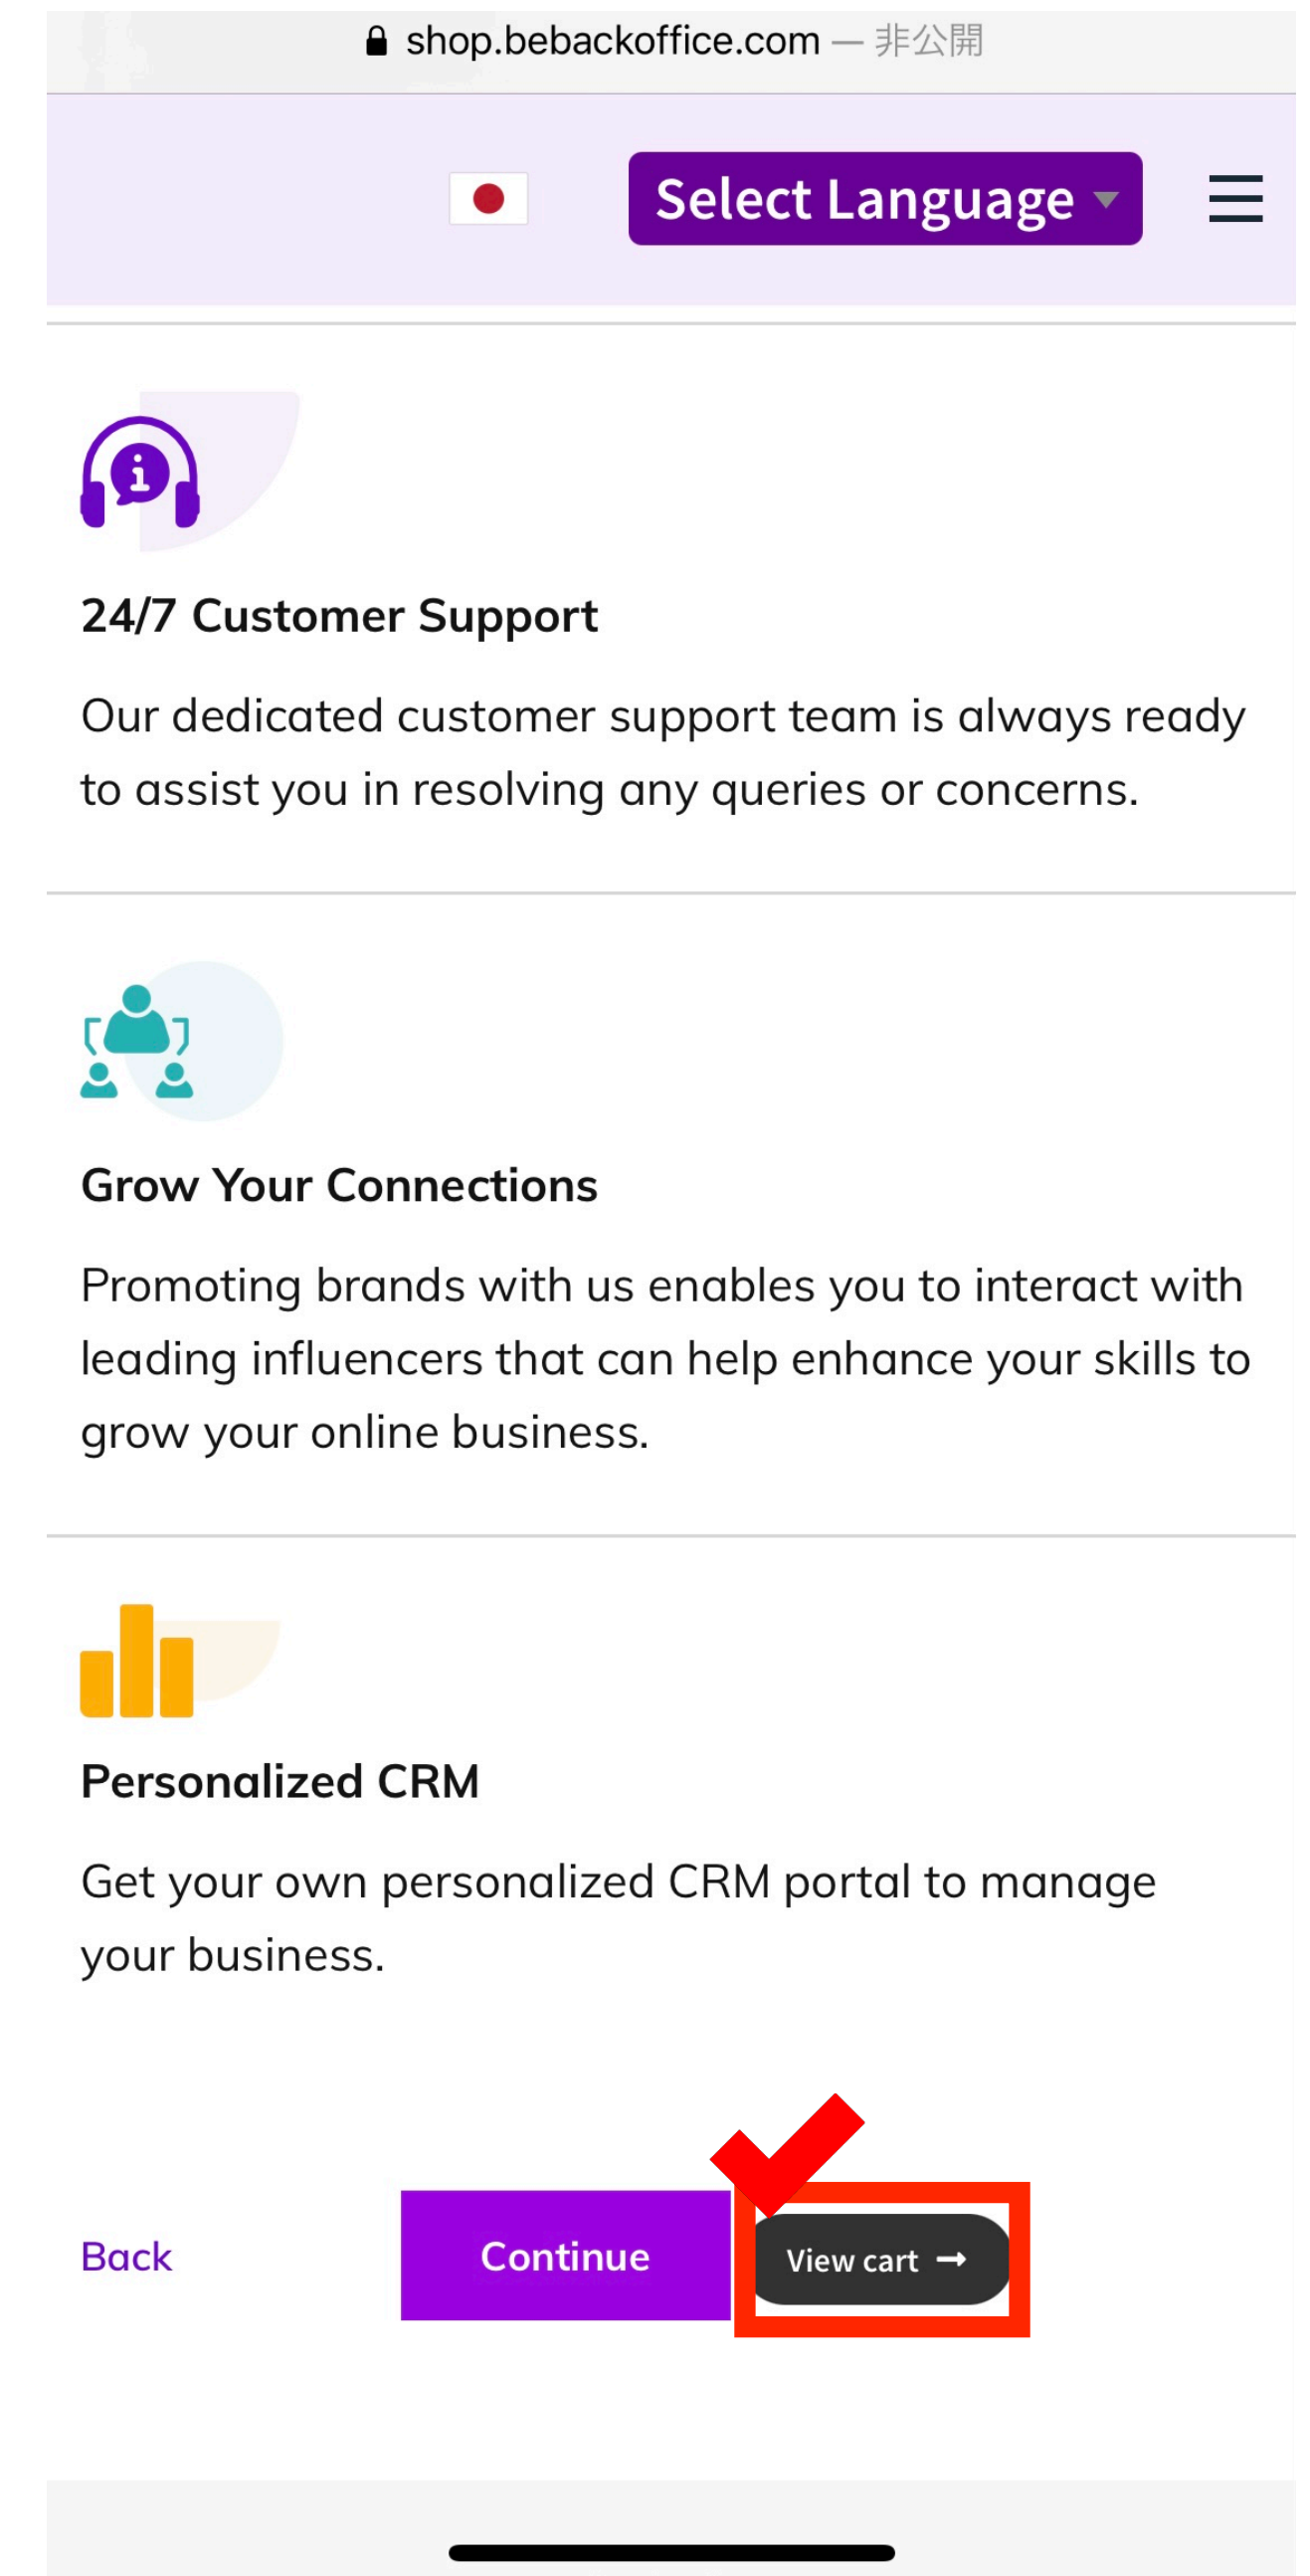 shop.bebackoffice.com — 非公開
Select Language
24/7 Customer Support
Our dedicated customer support team is always ready
to assist you in resolving any queries or concerns.
Grow Your Connections
Promoting brands with us enables you to interact with
leading influencers that can help enhance your skills to
grow your online business.
Personalized CRM
Get your own personalized CRM portal to manage
your business.
Back
Continue
View cart →